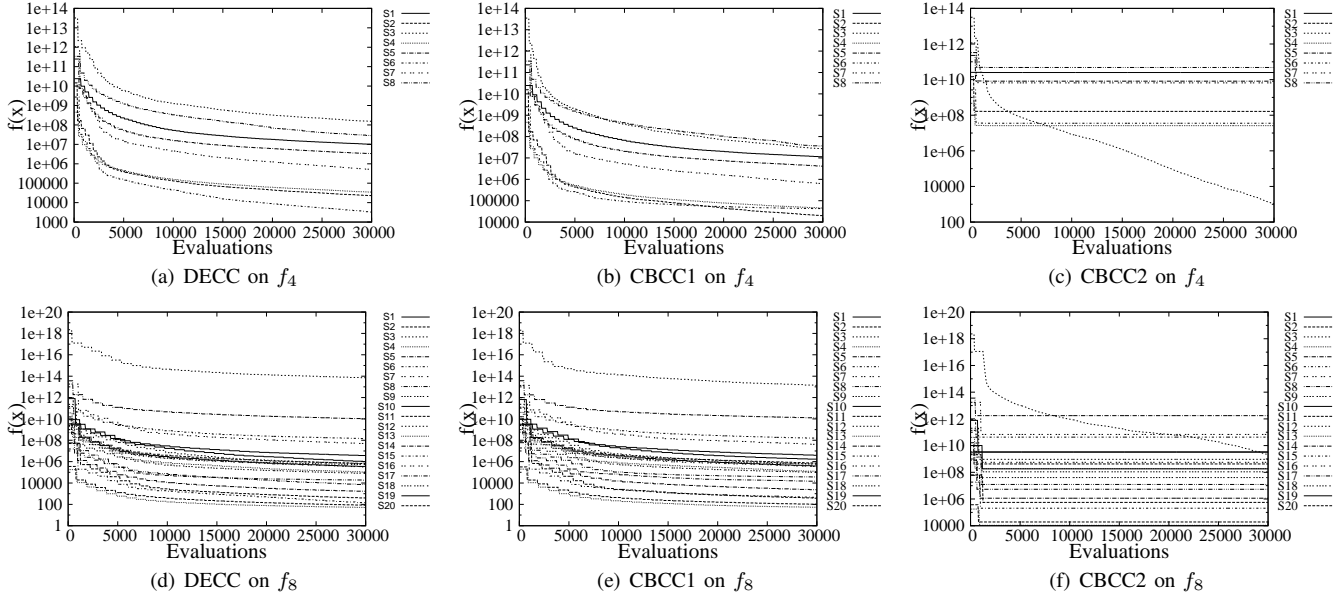 1e+14
1e+13
1e+12
1e+11
1e+10
1e+09
1e+08
1e+07
1e+06
100000
10000
1000
f(x)
0 5000 10000 15000 20000 25000 30000
Evaluations
S1
S2
S3
S4
S5
S6
S7
S8
(a) DECC on f4
1e+14
1e+13
1e+12
1e+11
1e+10
1e+09
1e+08
1e+07
1e+06
100000
10000
f(x)
0 5000 10000 15000 20000 25000 30000
Evaluations
S1
S2
S3
S4
S5
S6
S7
S8
(b) CBCC1 on f4
1e+14
1e+12
1e+10
1e+08
1e+06
10000
100
f(x)
0 5000 10000 15000 20000 25000 30000
Evaluations
S1
S2
S3
S4
S5
S6
S7
S8
(c) CBCC2 on f4
1e+20
1e+18
1e+16
1e+14
1e+12
1e+10
1e+08
1e+06
10000
100
1
f(x)
0 5000 10000 15000 20000 25000 30000
Evaluations
S1
S2
S3
S4
S5
S6
S7
S8
S9
S10
S11
S12
S13
S14
S15
S16
S17
S18
S19
S20
(d) DECC on f8
1e+20
1e+18
1e+16
1e+14
1e+12
1e+10
1e+08
1e+06
10000
100
1
f(x)
0 5000 10000 15000 20000 25000 30000
Evaluations
S1
S2
S3
S4
S5
S6
S7
S8
S9
S10
S11
S12
S13
S14
S15
S16
S17
S18
S19
S20
(e) CBCC1 on f8
1e+20
1e+18
1e+16
1e+14
1e+12
1e+10
1e+08
1e+06
10000
f(x)
0 5000 10000 15000 20000 25000 30000
Evaluations
S1
S2
S3
S4
S5
S6
S7
S8
S9
S10
S11
S12
S13
S14
S15
S16
S17
S18
S19
S20
(f) CBCC2 on f8